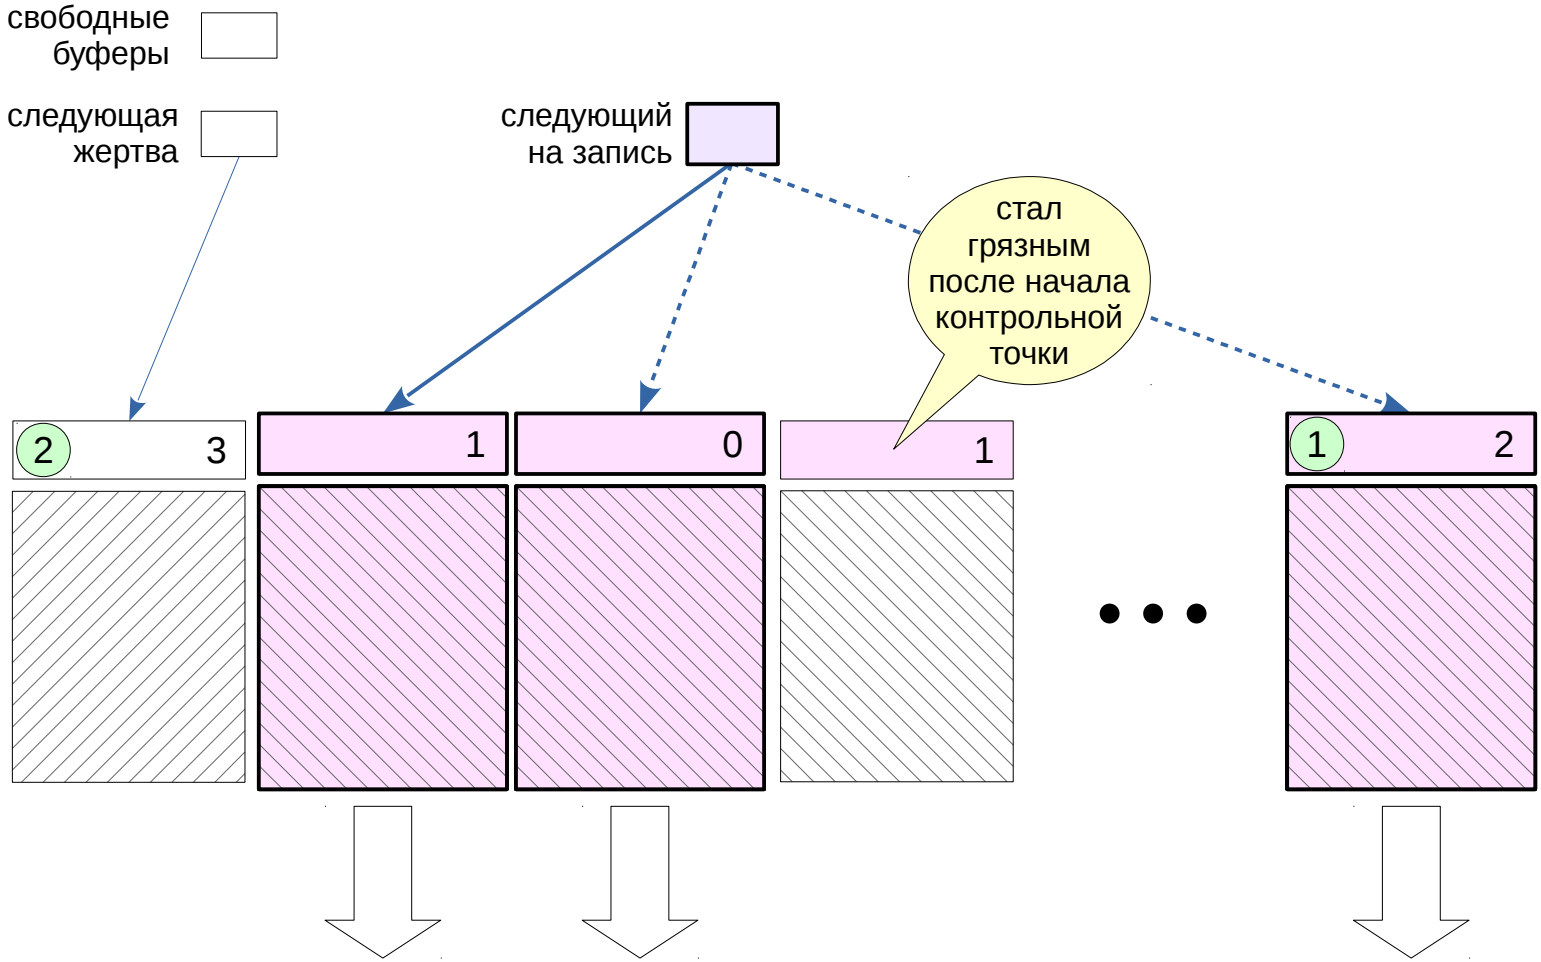 свободные
буферы
следующая
жертва
следующий
на запись
стал
грязным
после начала
контрольной
точки
2 3
1
0
1
1 2